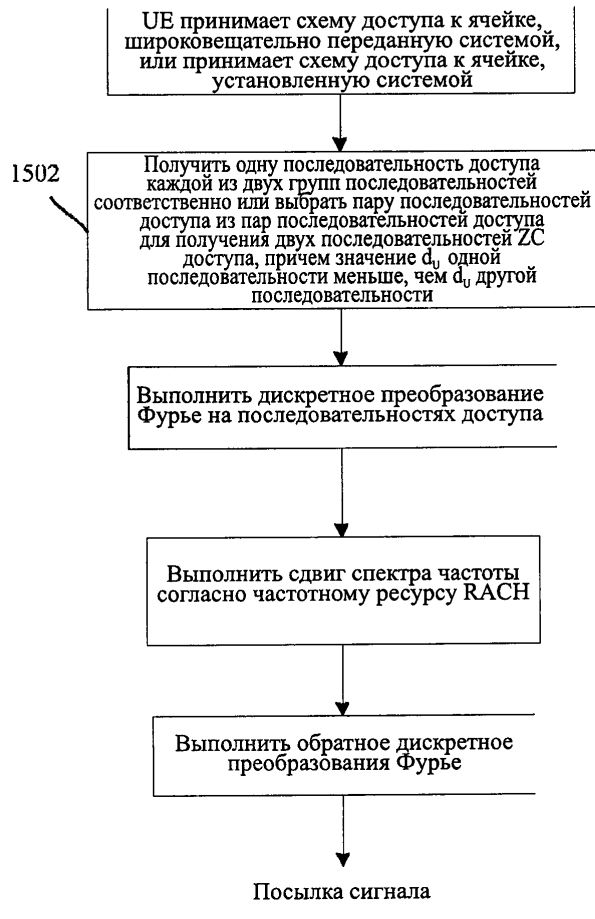 UE принимает схему доступа к ячейке,
широковещательно переданную системой,
или принимает схему доступа к ячейке,
установленную системой
1502
Получить одну последовательность доступа
каждой из двух групп последовательностей
соответственно или выбрать пару последовательностей
доступа из пар последовательностей доступа
для получения двух последовательностей ZC
доступа, причем значение dᵤ одной
последовательности меньше, чем dᵤ другой
последовательности
Выполнить дискретное преобразование
Фурье на последовательностях доступа
Выполнить сдвиг спектра частоты
согласно частотному ресурсу RACH
Выполнить обратное дискретное
преобразования Фурье
Посылка сигнала